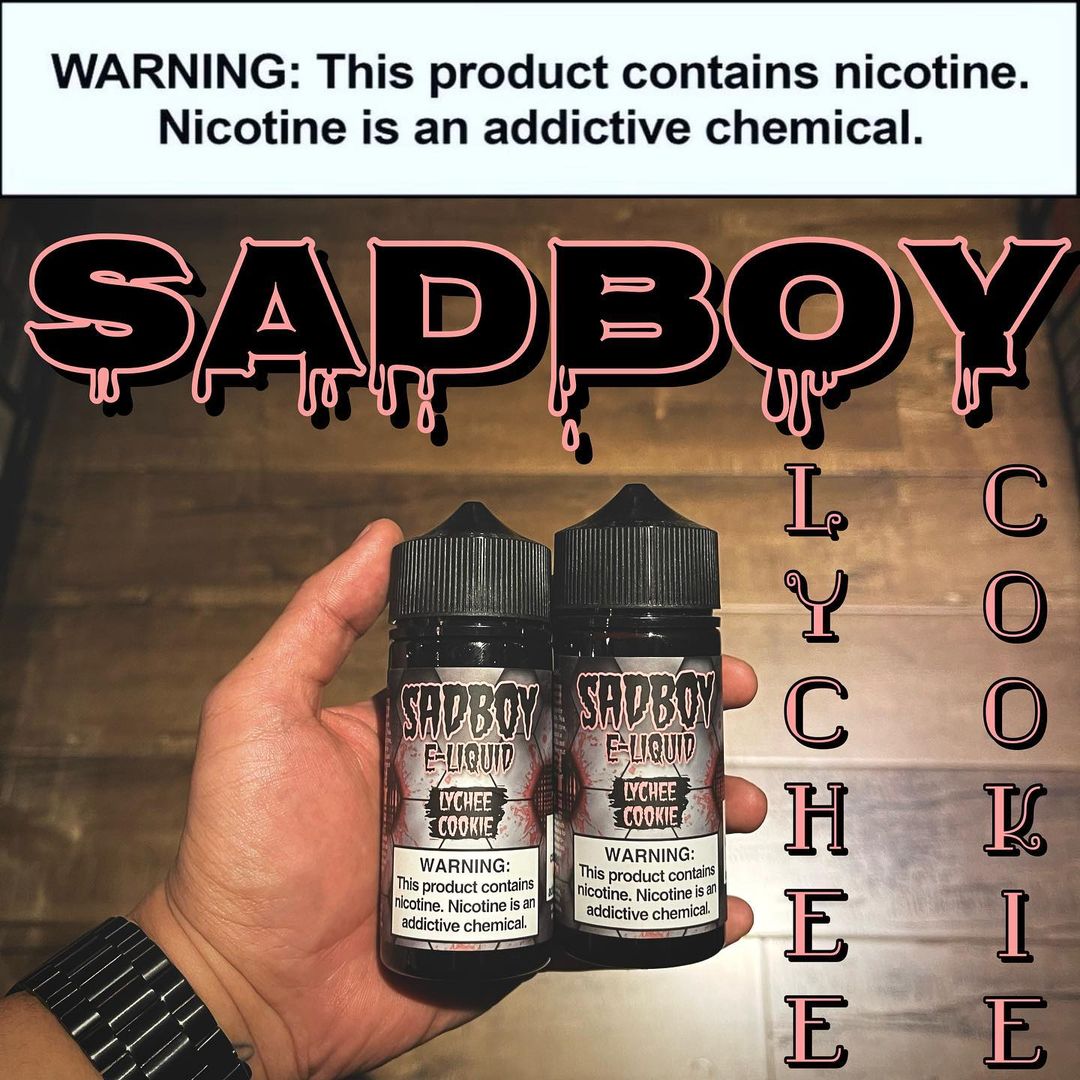 WARNING: This product contains nicotine.
Nicotine is an addictive chemical.
SADBOY
LYCHEE
COOKIE
SADBOY
E-LIQUID
LYCHEE
COOKIE
WARNING:
This product contains
nicotine. Nicotine is an
addictive chemical.
SADBOY
E-LIQUID
LYCHEE
COOKIE
WARNING:
This product contains
nicotine. Nicotine is an
addictive chemical.